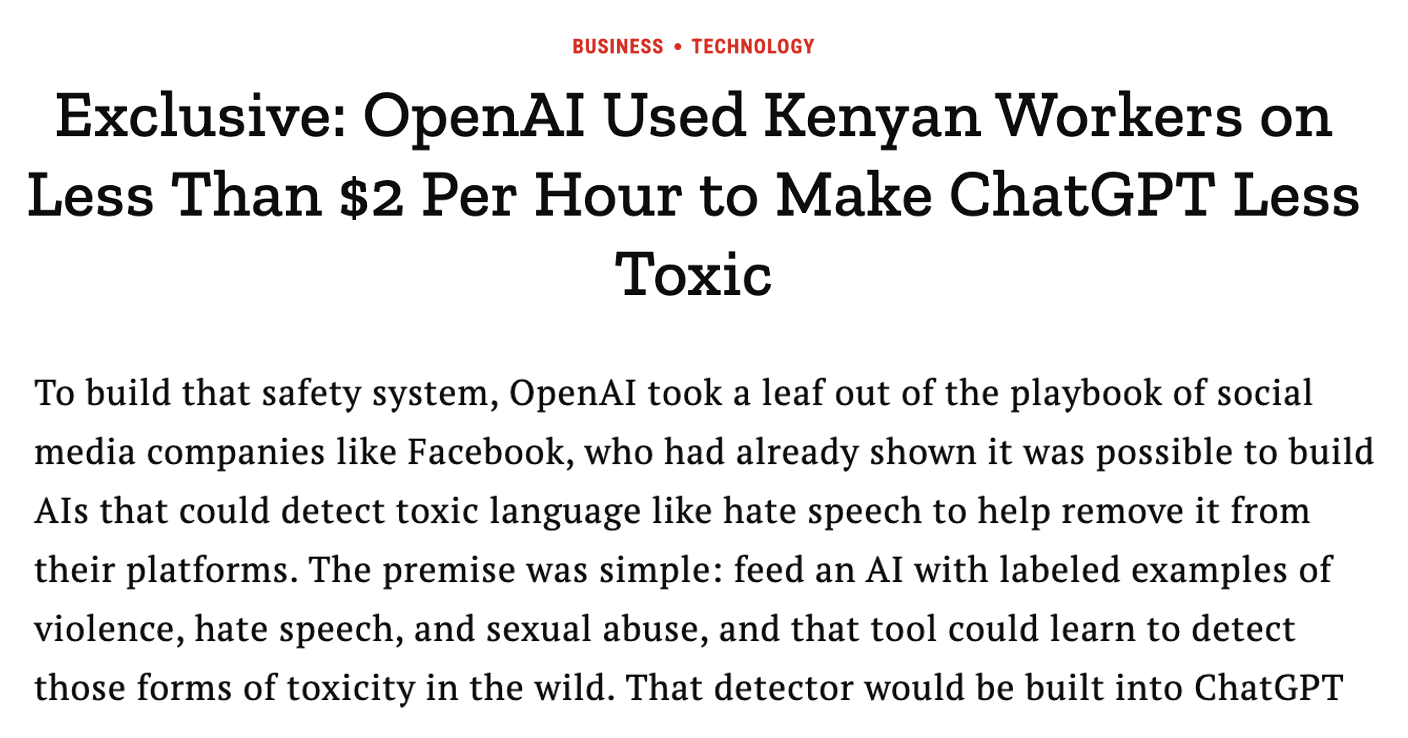 BUSINESS • TECHNOLOGY
Exclusive: OpenAI Used Kenyan Workers on
Less Than $2 Per Hour to Make ChatGPT Less
Toxic
To build that safety system, OpenAI took a leaf out of the playbook of social
media companies like Facebook, who had already shown it was possible to build
AIs that could detect toxic language like hate speech to help remove it from
their platforms. The premise was simple: feed an AI with labeled examples of
violence, hate speech, and sexual abuse, and that tool could learn to detect
those forms of toxicity in the wild. That detector would be built into ChatGPT